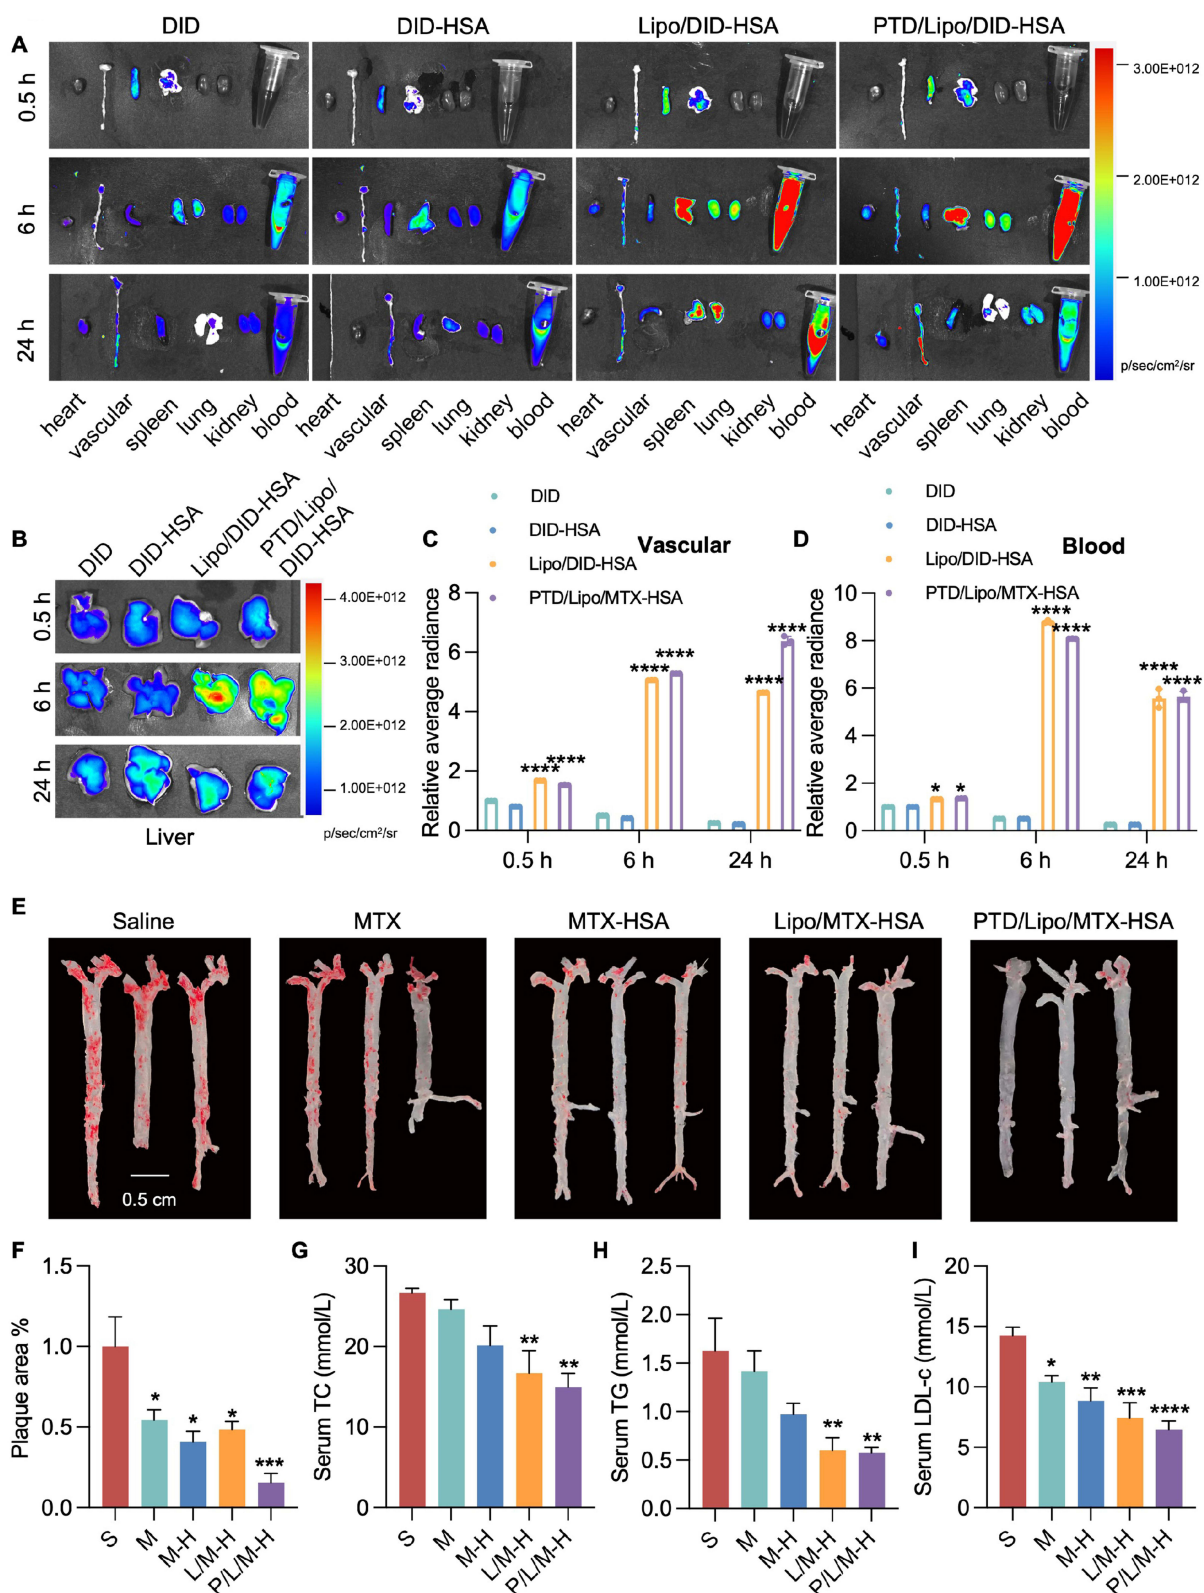 DID DID-HSA Lipo/DID-HSA PTD/Lipo/DID-HSA
A
0.5 h
6 h
24 h
3.00E+012
2.00E+012
1.00E+012
p/sec/cm²/sr
heart vascular spleen lung kidney blood heart vascular spleen lung kidney blood heart vascular spleen lung kidney blood heart vascular spleen lung kidney blood
B
DID DID-HSA Lipo/DID-HSA PTD/Lipo/
DID-HSA
0.5 h
6 h
24 h
4.00E+012
3.00E+012
2.00E+012
1.00E+012
p/sec/cm²/sr
Liver
C
DID
DID-HSA
Vascular
Lipo/DID-HSA
PTD/Lipo/MTX-HSA
Relative average radiance
8
6
4
2
0
**** ****
**** ****
**** ****
0.5 h 6 h 24 h
D
DID
DID-HSA
Blood
Lipo/DID-HSA
PTD/Lipo/MTX-HSA
Relative average radiance
10
8
6
4
2
0
* *
**** ****
**** ****
0.5 h 6 h 24 h
E
Saline MTX MTX-HSA Lipo/MTX-HSA PTD/Lipo/MTX-HSA
0.5 cm
F
Plaque area %
1.5
1.0
0.5
0.0
* * * ***
S M M-H L/M-H P/L/M-H
G
Serum TC (mmol/L)
30
20
10
0
** **
S M M-H L/M-H P/L/M-H
H
Serum TG (mmol/L)
2.5
2.0
1.5
1.0
0.5
0.0
** **
S M M-H L/M-H P/L/M-H
I
Serum LDL-c (mmol/L)
20
15
10
5
0
* ** *** ****
S M M-H L/M-H P/L/M-H